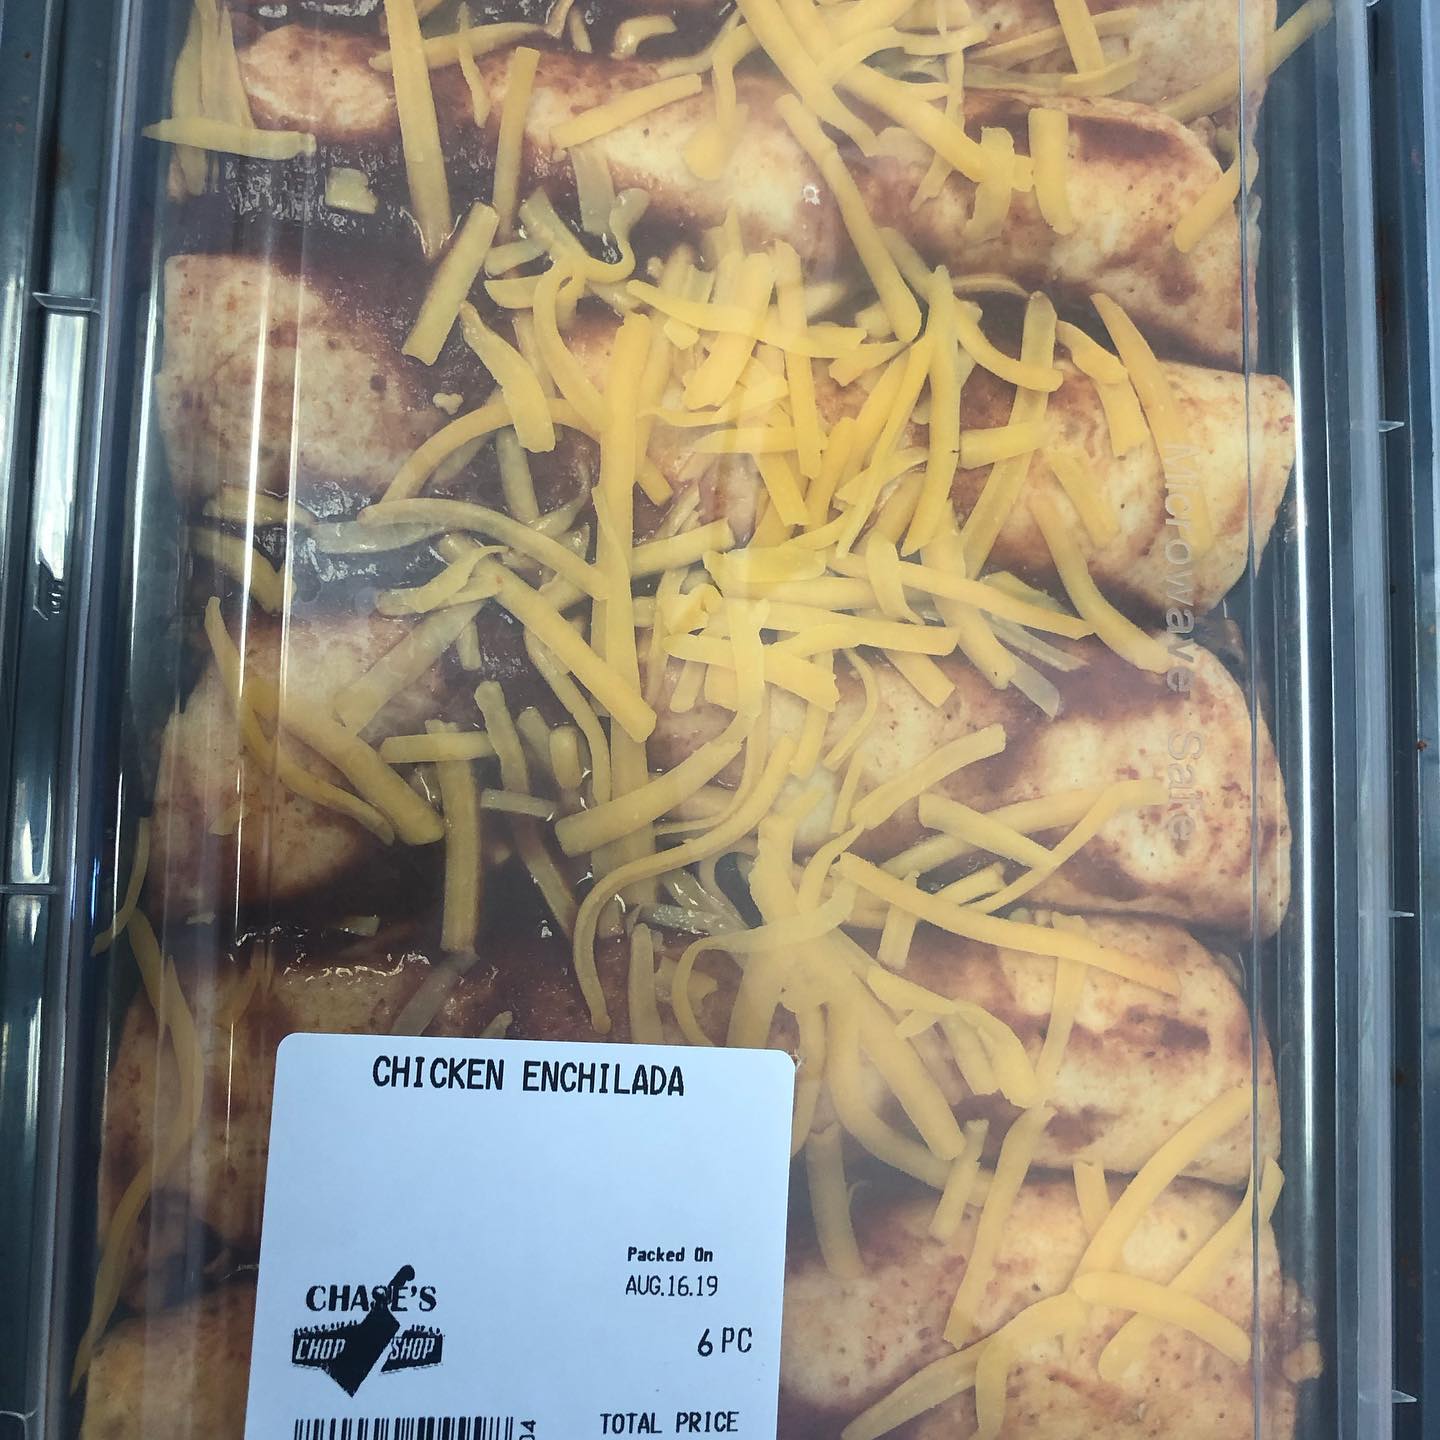 Microwave Safe
CHICKEN ENCHILADA
Packed On
AUG.16.19
CHASE'S
CHOP SHOP
6 PC
TOTAL PRICE